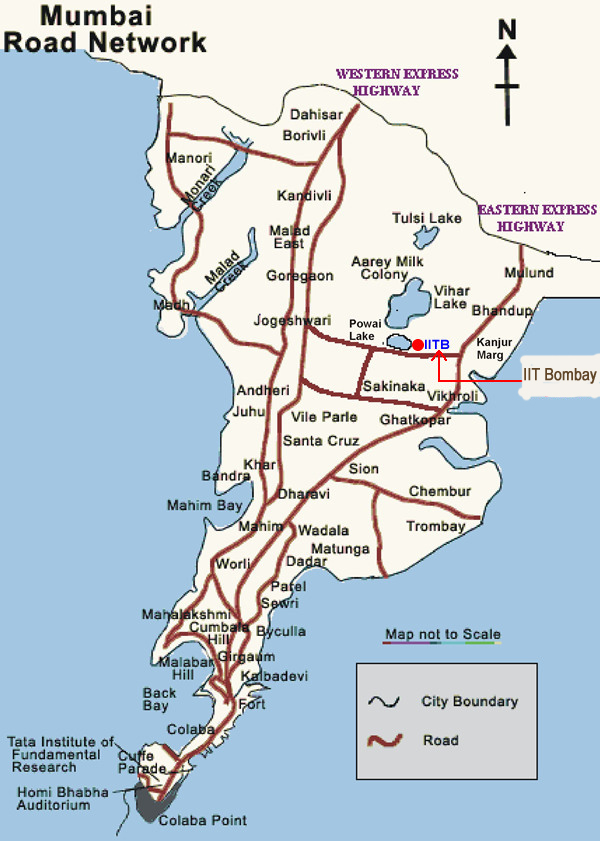 Mumbai
Road Network
N
WESTERN EXPRESS
HIGHWAY
Dahisar
Borivli
Manori
Monari
Creek
Kandivli
Tulsi Lake
EASTERN EXPRESS
HIGHWAY
Malad
East
Malad
Creek
Goregaon
Aarey Milk
Colony
Mulund
Vihar
Lake
Bhandup
Madh
Jogeshwari
Powai
Lake
IITB
Kanjur
Marg
IIT Bombay
Andheri
Sakinaka
Vikhroli
Juhu
Vile Parle
Ghatkopar
Santa Cruz
Khar
Sion
Bandra
Chembur
Dharavi
Mahim Bay
Mahim
Wadala
Trombay
Matunga
Worli
Dadar
Parel
Sewri
Mahalakshmi
Cumbala
Hill
Byculla
Map not to Scale
Girgaum
Malabar
Hill
Kalbadevi
Back
Bay
Fort
City Boundary
Colaba
Road
Tata Institute of
Fundamental
Research
Cuffe
Parade
Homi Bhabha
Auditorium
Colaba Point